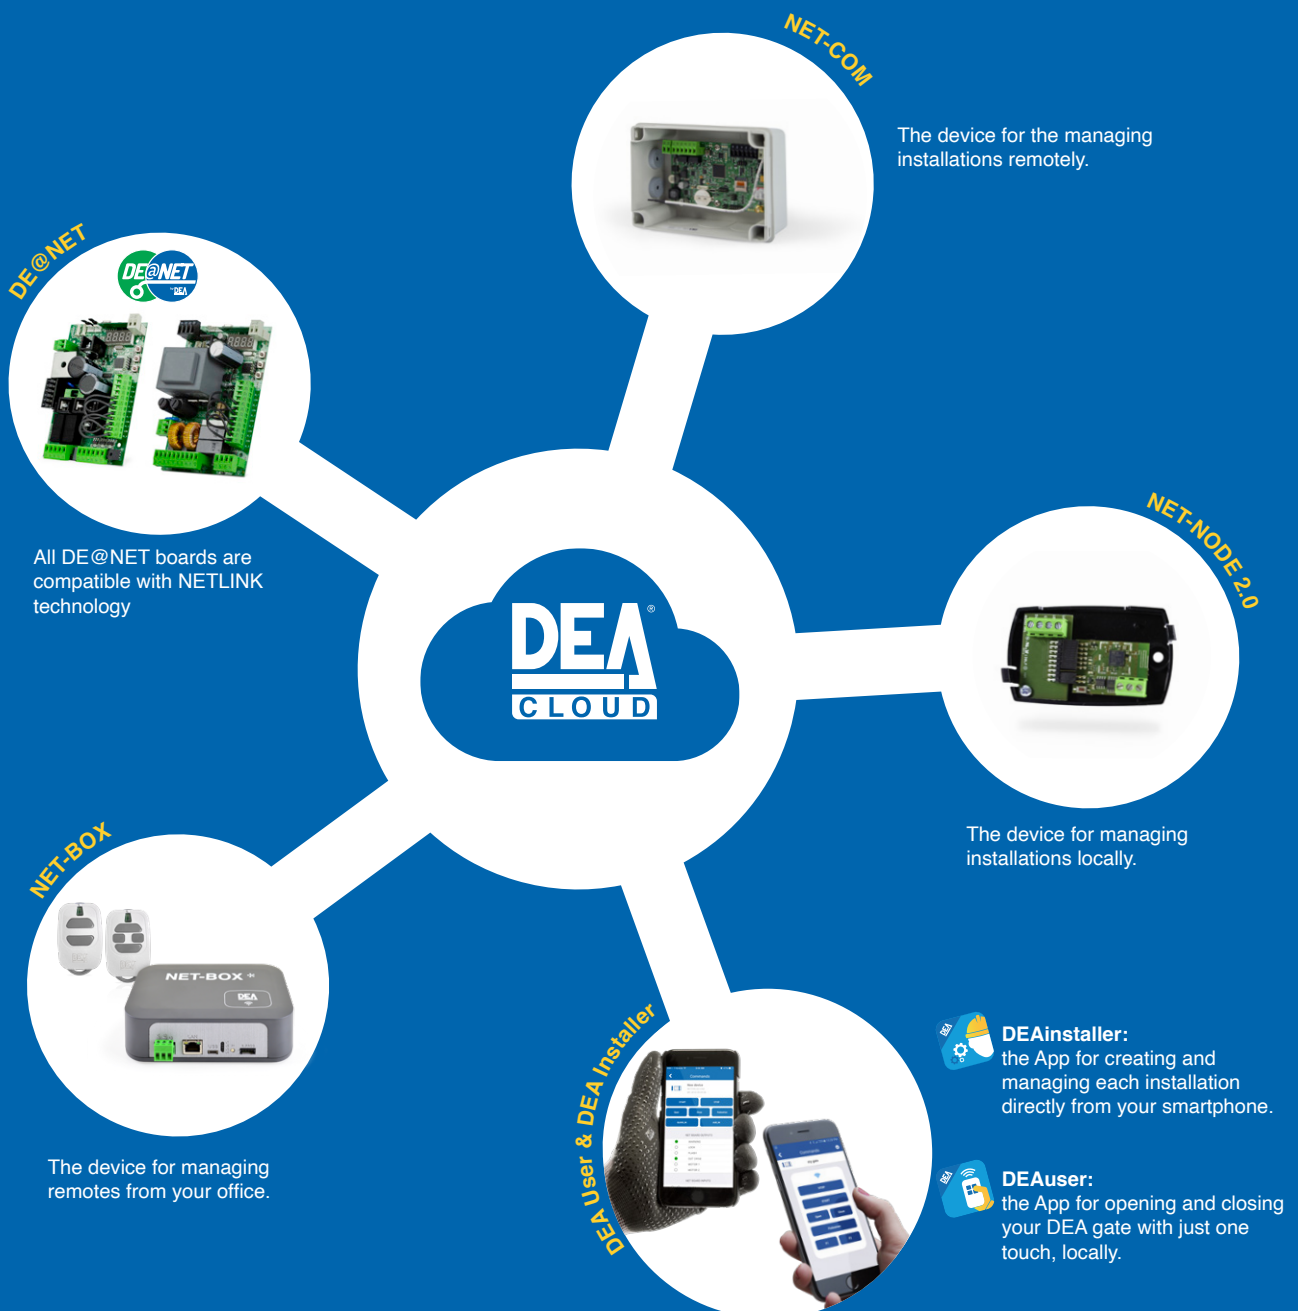 NET-COM
The device for the managing
installations remotely.
DE@NET
DE@NET
by DEA
All DE@NET boards are
compatible with NETLINK
technology
NET-NODE 2.0
The device for managing
installations locally.
DEA®
CLOUD
NET-BOX
NET-BOX
DEA
The device for managing
remotes from your office.
DEA User & DEA Installer
Commands
DEA
DEAinstaller:
the App for creating and
managing each installation
directly from your smartphone.
DEA
DEAuser:
the App for opening and closing
your DEA gate with just one
touch, locally.